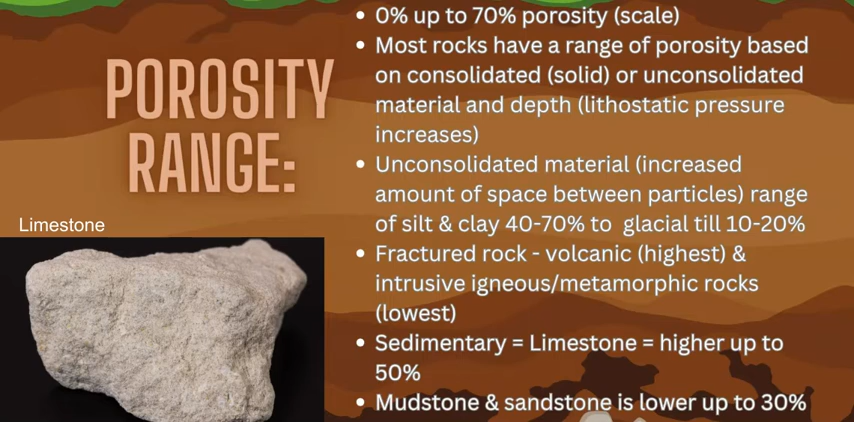 POROSITY
RANGE:
Limestone
• 0% up to 70% porosity (scale)
• Most rocks have a range of porosity based
on consolidated (solid) or unconsolidated
material and depth (lithostatic pressure
increases)
• Unconsolidated material (increased
amount of space between particles) range
of silt & clay 40-70% to glacial till 10-20%
• Fractured rock - volcanic (highest) &
intrusive igneous/metamorphic rocks
(lowest)
• Sedimentary = Limestone = higher up to
50%
• Mudstone & sandstone is lower up to 30%